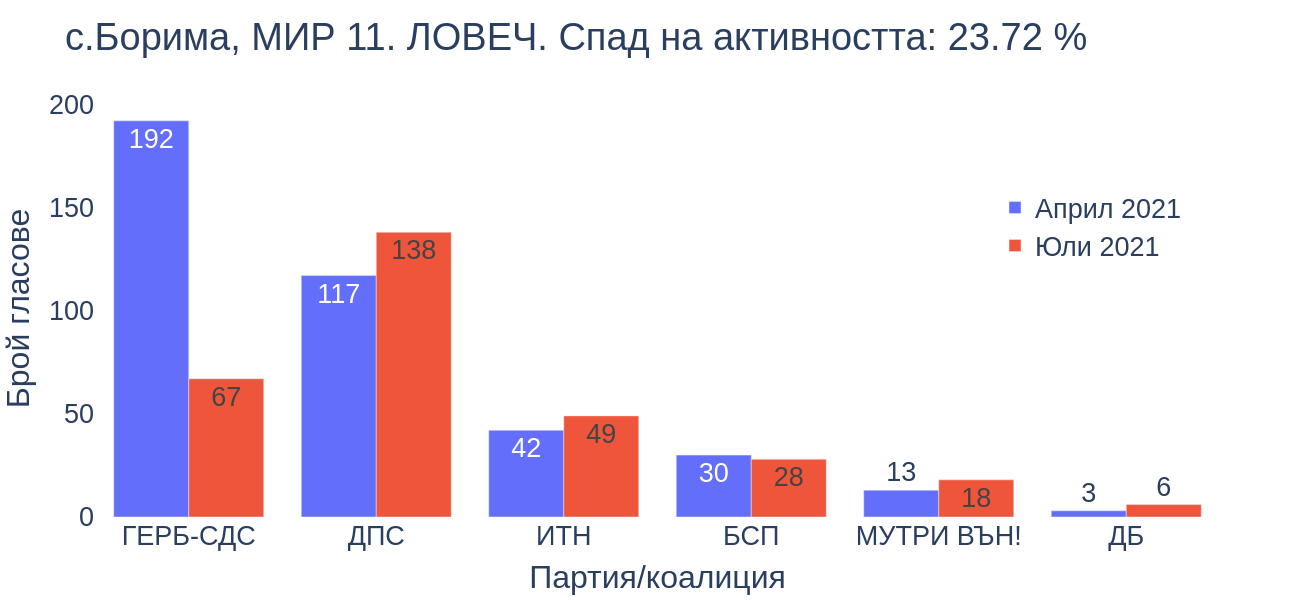 с.Борима, МИР 11. ЛОВЕЧ. Спад на активността: 23.72 %
200
150
100
50
0
Брой гласове
192
67
117
138
42
49
30
28
13
18
3
6
Април 2021
Юли 2021
ГЕРБ-СДС
ДПС
ИТН
БСП
МУТРИ ВЪН!
ДБ
Партия/коалиция